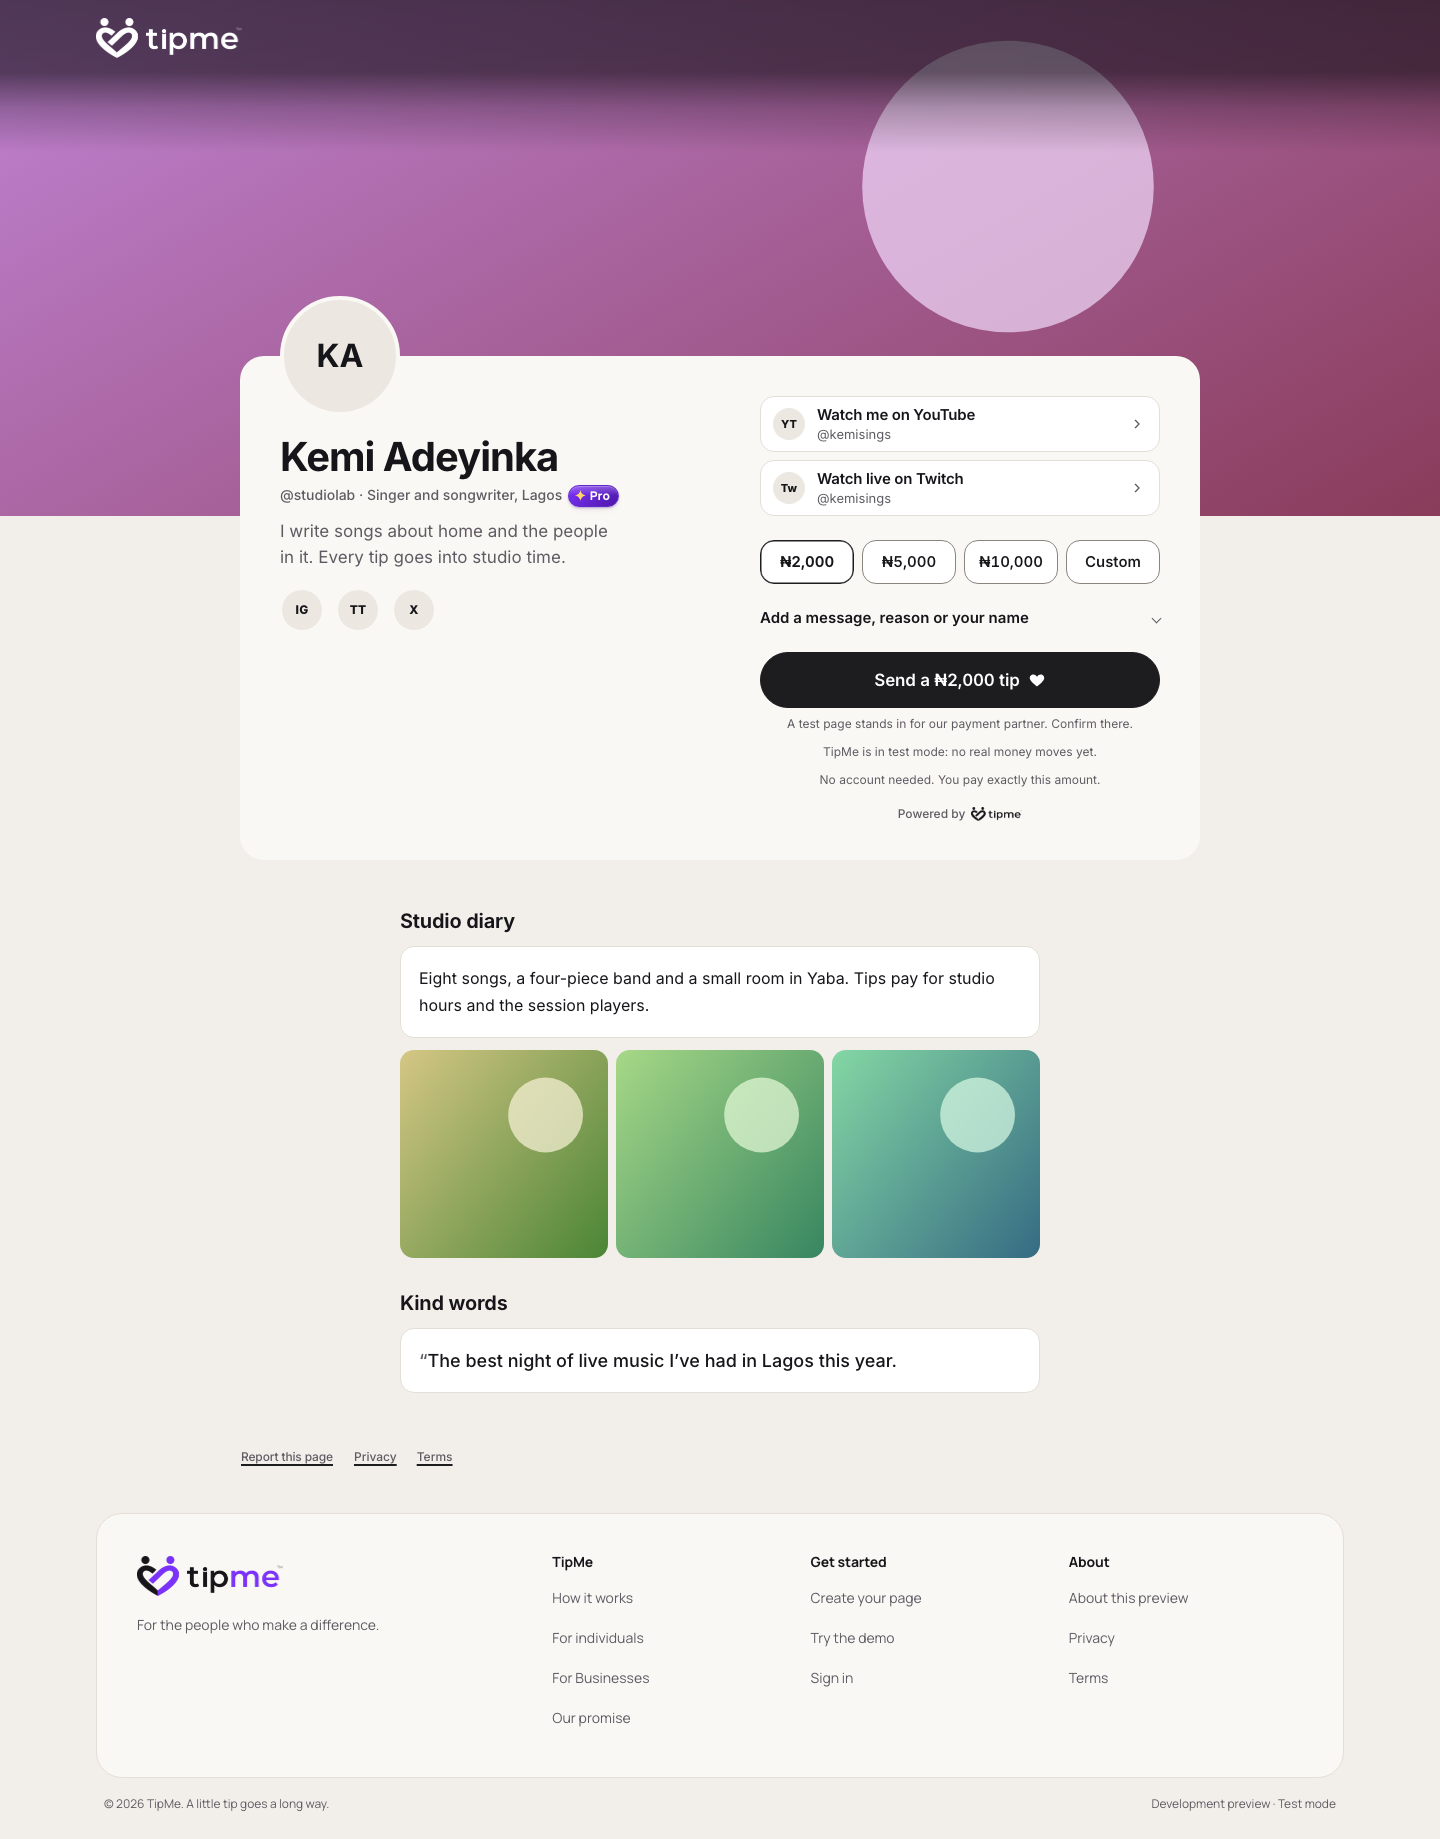 tipme™
KA
Kemi Adeyinka
@studiolab · Singer and songwriter, Lagos ✦ Pro
I write songs about home and the people
in it. Every tip goes into studio time.
IG TT X
YT Watch me on YouTube
@kemisings
Tw Watch live on Twitch
@kemisings
₦2,000 ₦5,000 ₦10,000 Custom
Add a message, reason or your name
Send a ₦2,000 tip ♥
A test page stands in for our payment partner. Confirm there.
TipMe is in test mode: no real money moves yet.
No account needed. You pay exactly this amount.
Powered by tipme
Studio diary
Eight songs, a four-piece band and a small room in Yaba. Tips pay for studio
hours and the session players.
Kind words
“The best night of live music I’ve had in Lagos this year.
Report this page Privacy Terms
tipme™
For the people who make a difference.
TipMe
How it works
For individuals
For Businesses
Our promise
Get started
Create your page
Try the demo
Sign in
About
About this preview
Privacy
Terms
© 2026 TipMe. A little tip goes a long way.
Development preview · Test mode